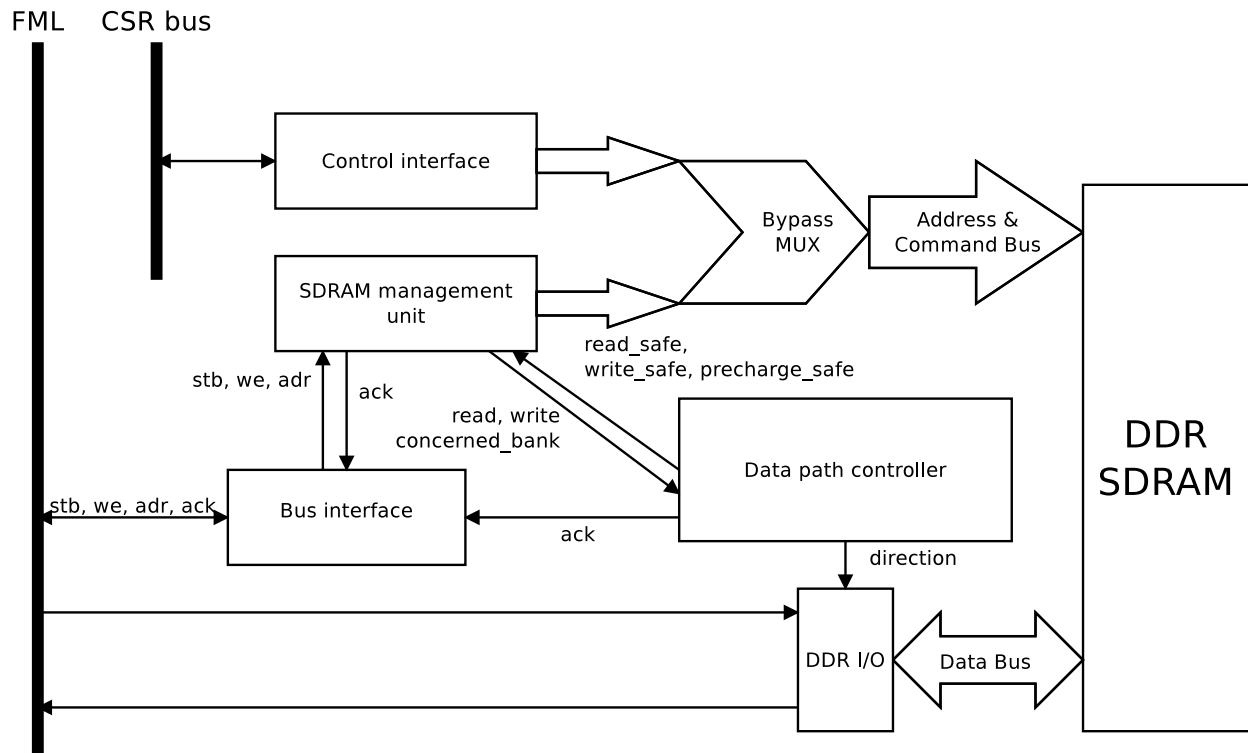 FML
CSR bus
Control interface
Bypass
MUX
Address &
Command Bus
SDRAM management
unit
read_safe,
write_safe, precharge_safe
stb, we, adr
ack
read, write
concerned_bank
DDR
SDRAM
Data path controller
stb, we, adr, ack
Bus interface
ack
direction
DDR I/O
Data Bus